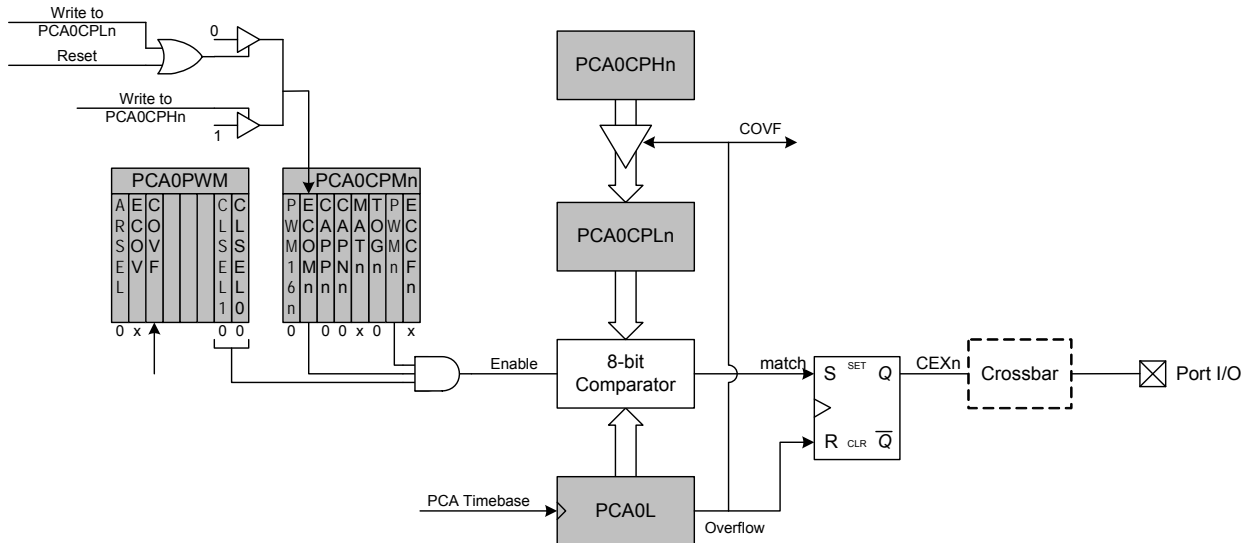 Write to
PCA0CPLn
Reset
0
Write to
PCA0CPHn
1
PCA0CPHn
COVF
PCA0PWM
ARSEL
ECOV
COVF
CLSEL1
CLSEL0
0 x 0 0
PCA0CPMn
PWM16n
ECOMn
CAPPn
CAPNn
MATn
TOGn
PWMn
ECCFn
0 0 0 x 0 x
PCA0CPLn
Enable
8-bit
Comparator
match
S SET Q
R CLR Q
CEXn
Crossbar
Port I/O
PCA Timebase
PCA0L
Overflow